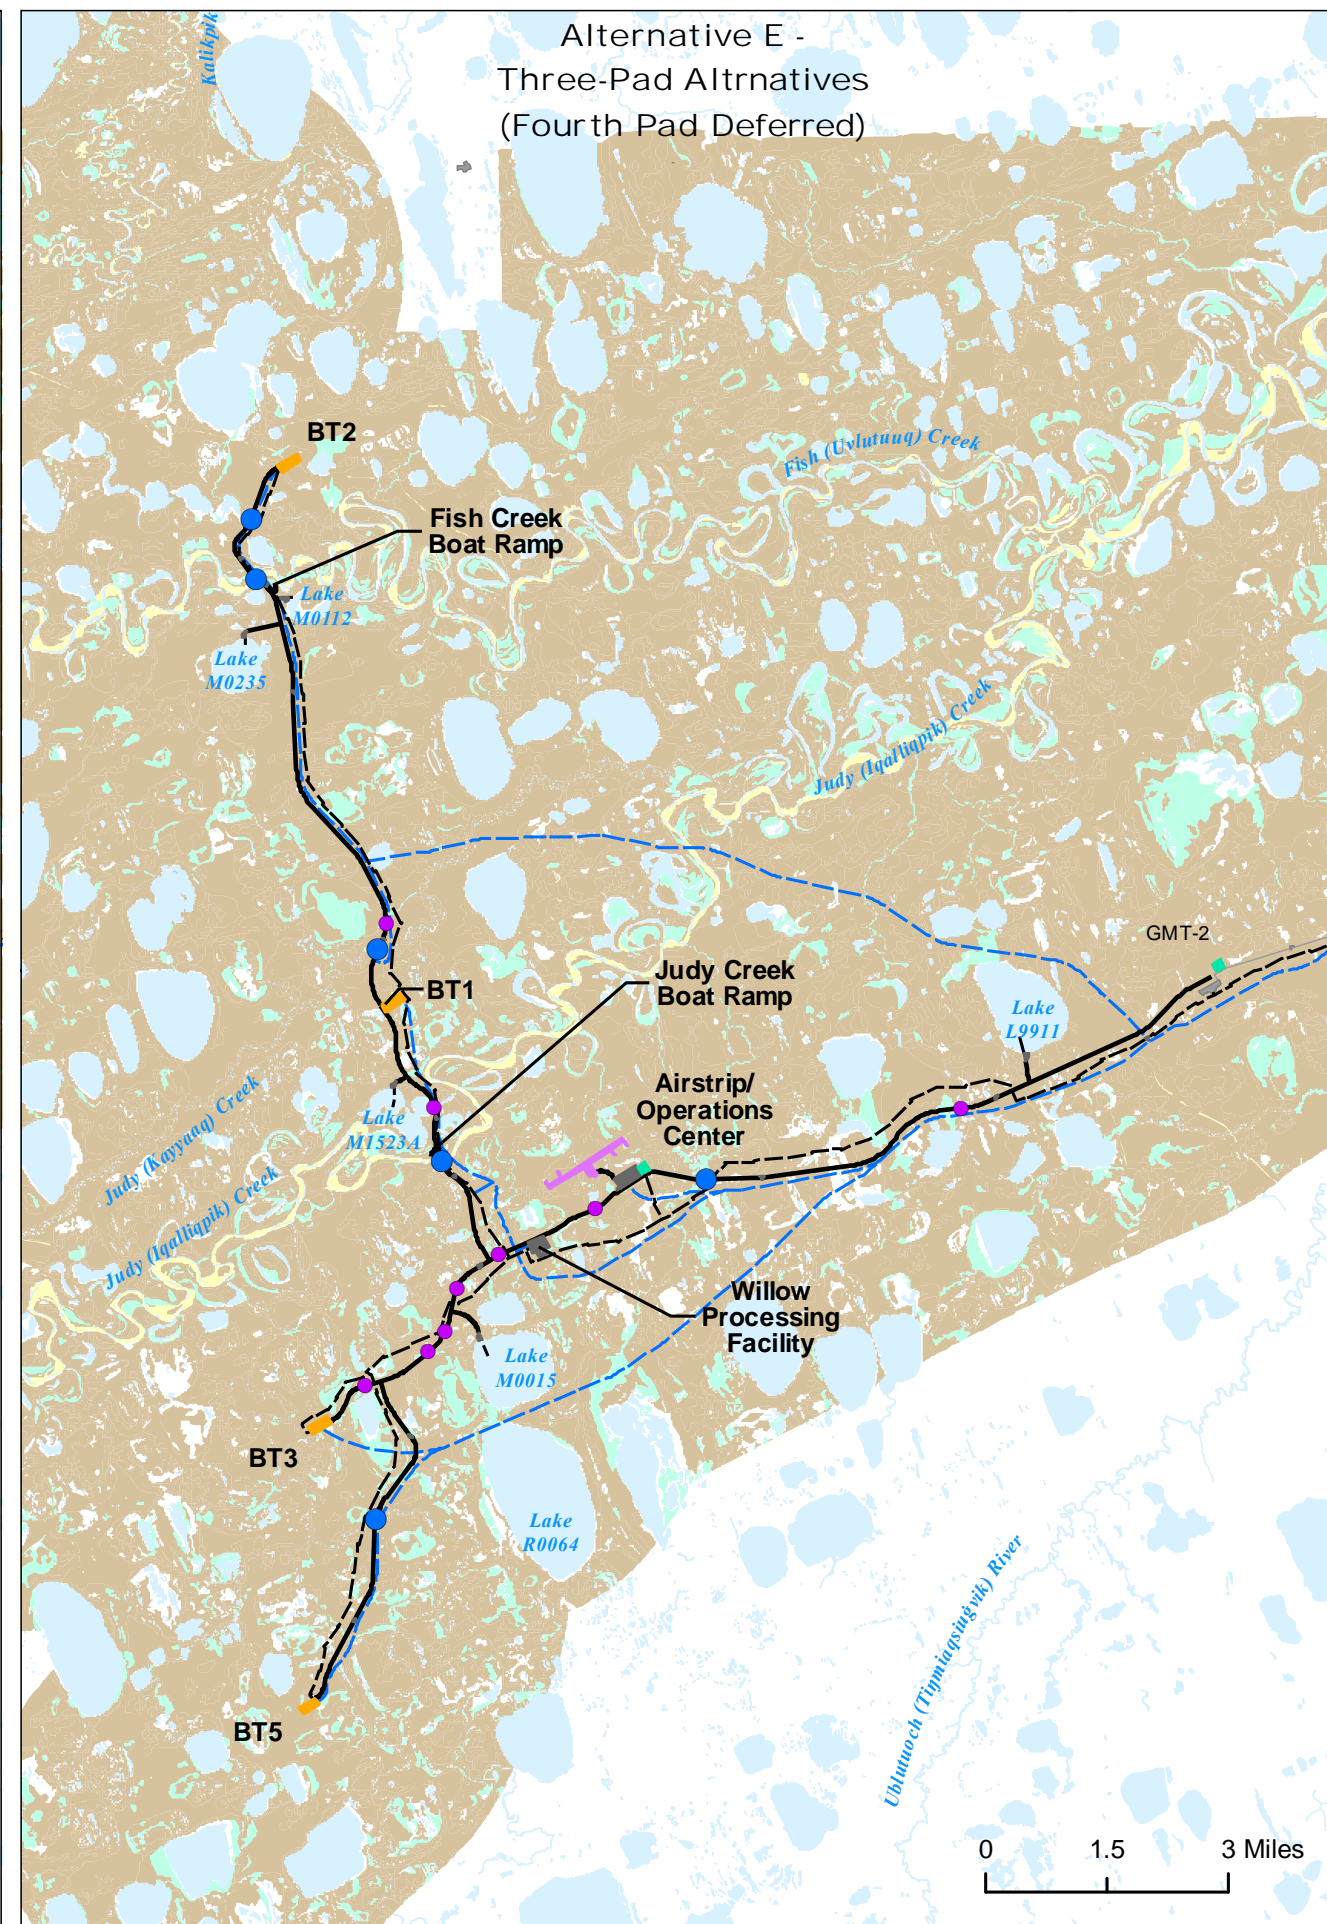 Alternative E -
Three-Pad Altrnatives
(Fourth Pad Deferred)
Kalikpik
BT2
Fish (Uvlutuuq) Creek
Fish Creek
Boat Ramp
Lake
M0112
Lake
M0235
Judy (Iqalliqpik) Creek
GMT-2
Judy Creek
Boat Ramp
BT1
Lake
L9911
Airstrip/
Operations
Center
Lake
M1523A
Judy (Kayyaaq) Creek
Judy (Iqalliqpik) Creek
Willow
Processing
Facility
Lake
M0015
BT3
Lake
R0064
Ublutuoch (Tiŋmiaqsiuġvik) River
BT5
0 1.5 3 Miles